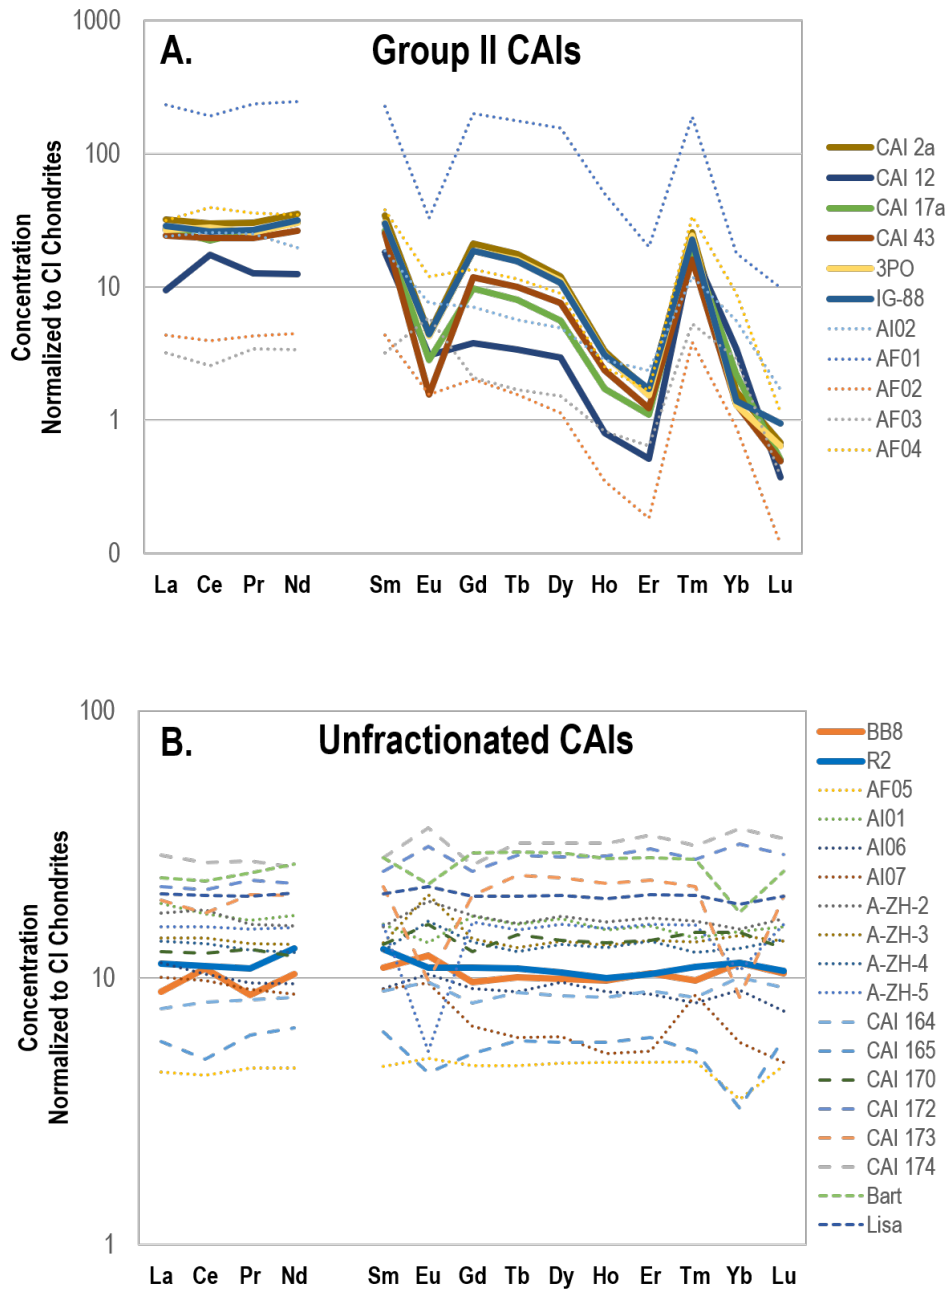 A.
Group II CAIs
Concentration
Normalized to CI Chondrites
1000
100
10
1
0
La Ce Pr Nd Sm Eu Gd Tb Dy Ho Er Tm Yb Lu
CAI 2a
CAI 12
CAI 17a
CAI 43
3PO
IG-88
AI02
AF01
AF02
AF03
AF04
B.
Unfractionated CAIs
Concentration
Normalized to CI Chondrites
100
10
1
La Ce Pr Nd Sm Eu Gd Tb Dy Ho Er Tm Yb Lu
BB8
R2
AF05
AI01
AI06
AI07
A-ZH-2
A-ZH-3
A-ZH-4
A-ZH-5
CAI 164
CAI 165
CAI 170
CAI 172
CAI 173
CAI 174
Bart
Lisa